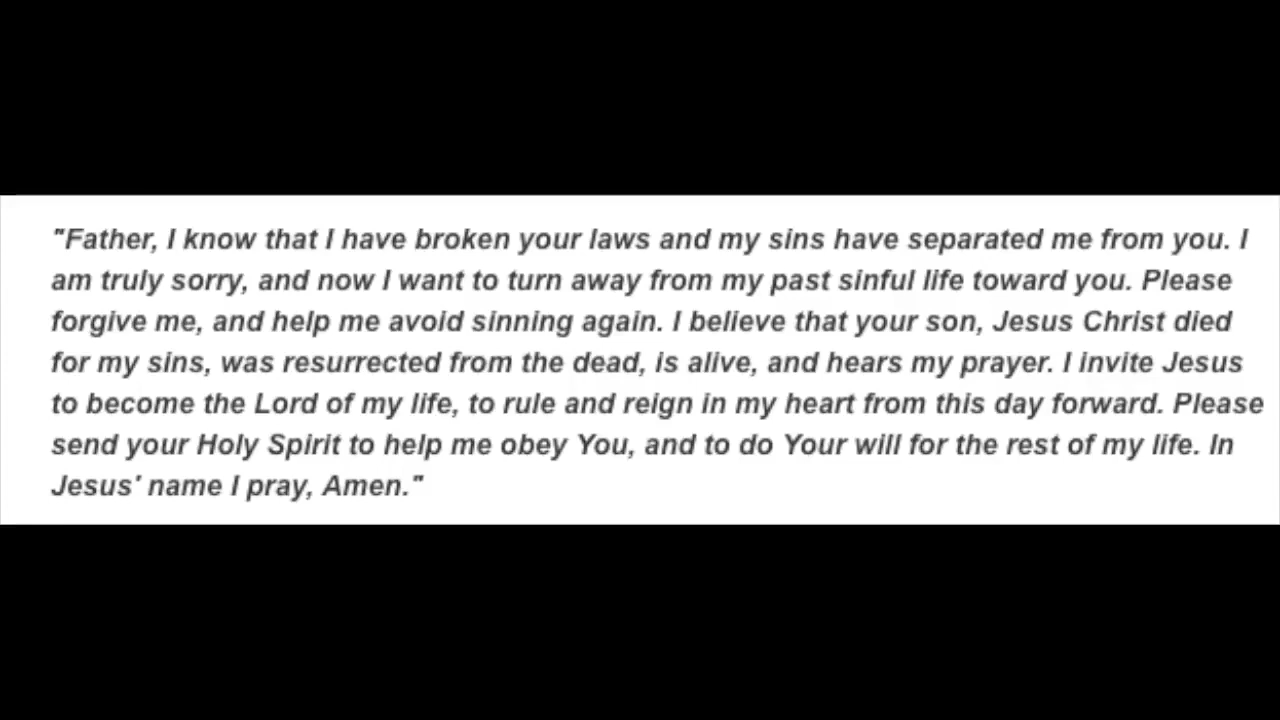 "Father, I know that I have broken your laws and my sins have separated me from you. I
am truly sorry, and now I want to turn away from my past sinful life toward you. Please
forgive me, and help me avoid sinning again. I believe that your son, Jesus Christ died
for my sins, was resurrected from the dead, is alive, and hears my prayer. I invite Jesus
to become the Lord of my life, to rule and reign in my heart from this day forward. Please
send your Holy Spirit to help me obey You, and to do Your will for the rest of my life. In
Jesus' name I pray, Amen."